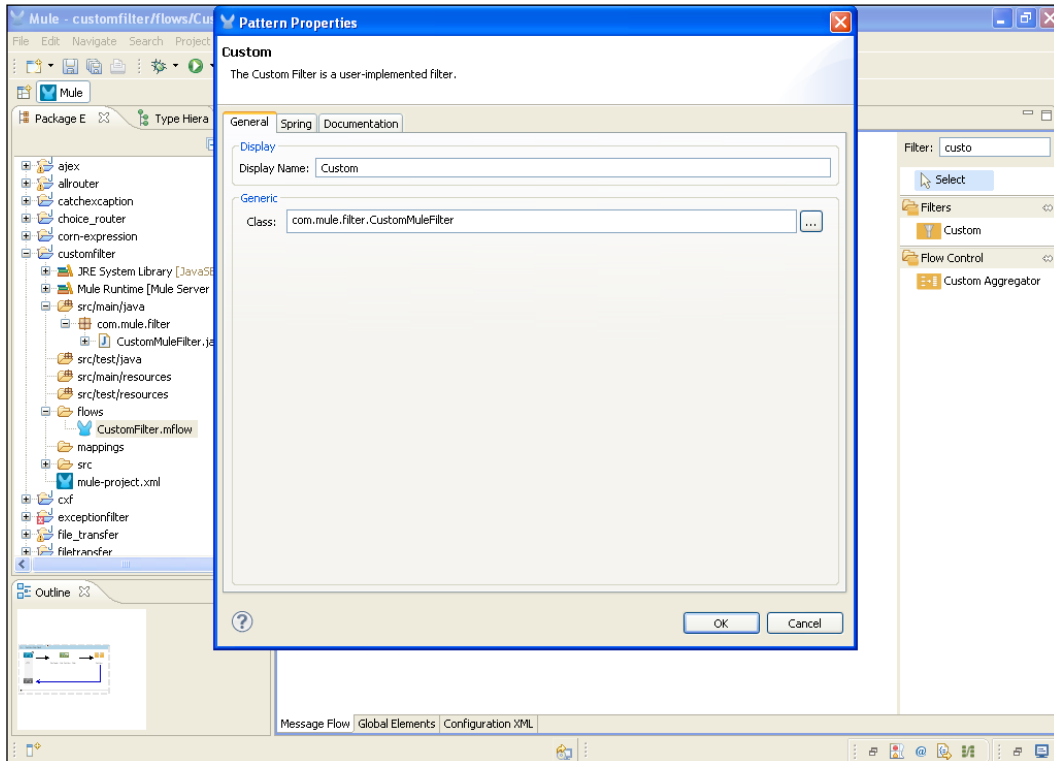 Mule - customfilter/flows/Cus
File Edit Navigate Search Project
Mule
Package E
Type Hiera
ajex
allrouter
catchexcaption
choice_router
corn-expression
customfilter
JRE System Library [JavaSE
Mule Runtime [Mule Server
src/main/java
com.mule.filter
CustomMuleFilter.ja
src/test/java
src/main/resources
src/test/resources
flows
CustomFilter.mflow
mappings
src
mule-project.xml
cxf
exceptionfilter
file_transfer
filetransfer
Outline
Pattern Properties
Custom
The Custom Filter is a user-implemented filter.
General Spring Documentation
Display
Display Name: Custom
Generic
Class: com.mule.filter.CustomMuleFilter ...
OK Cancel
Filter: custo
Select
Filters
Custom
Flow Control
Custom Aggregator
Message Flow Global Elements Configuration XML